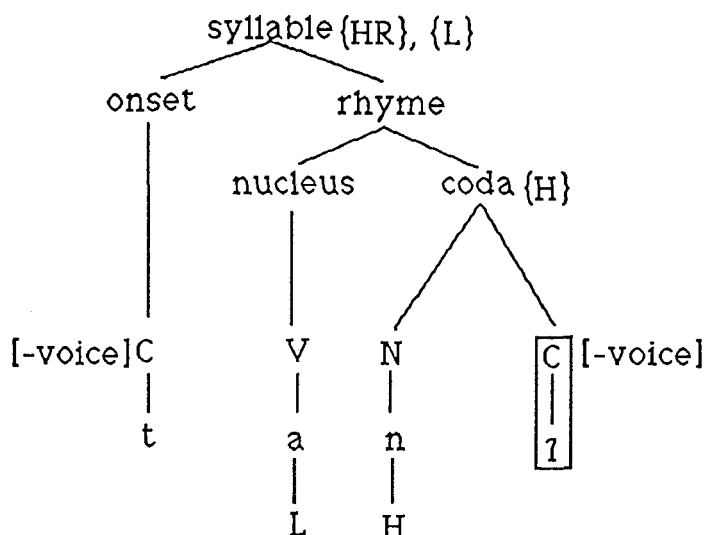 syllable {HR}, {L}
onset rhyme
nucleus coda {H}
[-voice] C V N C [-voice]
t a n ʔ
L H